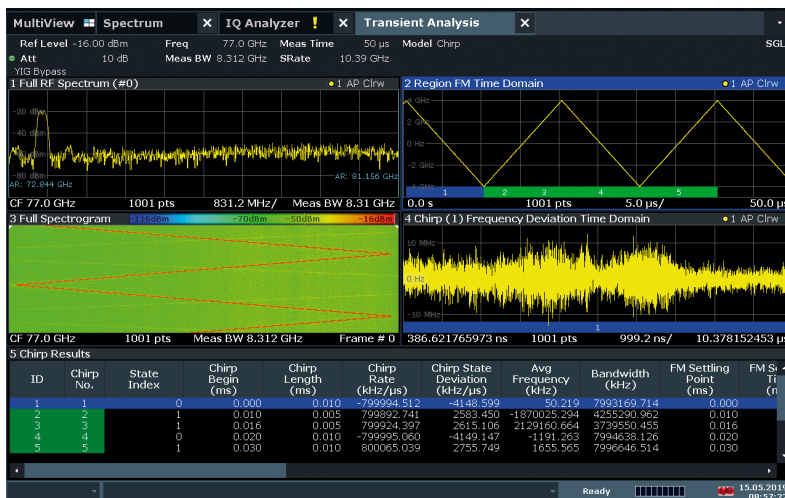 MultiView Spectrum IQ Analyzer ! Transient Analysis
Ref Level -16.00 dBm Freq 77.0 GHz Meas Time 50 µs Model Chirp SGL
Att 10 dB Meas BW 8.312 GHz SRate 10.39 GHz
YIG Bypass
1 Full RF Spectrum (#0) 1 AP Clrw
-20 dBm
-40 dBm
-80 dBm
AR: 72.844 GHz
AR: 81.156 GHz
CF 77.0 GHz 1001 pts 831.2 MHz/ Meas BW 8.31 GHz
2 Region FM Time Domain 1 AP Clrw
GHz
2 GHz
-2 GHz
1 2 3 4 5
0.0 s 1001 pts 5.0 µs/ 50.0 µs
3 Full Spectrogram -116dBm -70dBm -50dBm -16dBm
CF 77.0 GHz Meas BW 8.312 GHz Frame # 0
4 Chirp (1) Frequency Deviation Time Domain 1 AP Clrw
10 MHz
0 Hz
-10 MHz
1
386.621765973 ns 1001 pts 999.2 ns/ 10.378152453 µs
5 Chirp Results
ID Chirp No. State Index Chirp Begin (ms) Chirp Length (ms) Chirp Rate (kHz/µs) Chirp State Deviation (kHz/µs) Avg Frequency (kHz) Bandwidth (kHz) FM Settling Point (ms)
1 1 0 0.000 0.010 -799994.512 -4148.599 50.219 7993169.714 0.000
2 2 1 0.010 0.005 799892.741 2583.450 -1870025.294 4255290.962 0.010
3 3 1 0.016 0.005 799924.397 2615.106 2129160.664 3739550.455 0.016
4 4 0 0.020 0.010 -799995.060 -4149.147 -1191.263 7994638.126 0.020
5 5 1 0.030 0.010 800065.039 2755.749 1655.565 7996646.514 0.030
Ready 15.05.2019
08:57:27